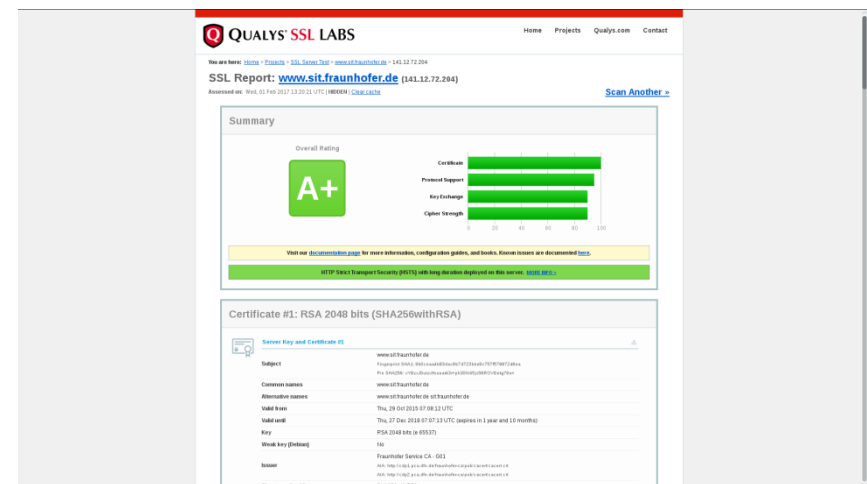 QUALYS' SSL LABS
Home Projects Qualys.com Contact
You are here: Home > Projects > SSL Server Test > www.sit.fraunhofer.de > 141.12.72.204
SSL Report: www.sit.fraunhofer.de (141.12.72.204)
Assessed on: Wed, 01 Feb 2017 13:20:21 UTC | HIDDEN | Clear cache
Scan Another »
Summary
Overall Rating
A+
Certificate
Protocol Support
Key Exchange
Cipher Strength
0 20 40 60 80 100
Visit our documentation page for more information, configuration guides, and books. Known issues are documented here.
HTTP Strict Transport Security (HSTS) with long duration deployed on this server. MORE INFO »
Certificate #1: RSA 2048 bits (SHA256withRSA)
Server Key and Certificate #1
Subject
www.sit.fraunhofer.de
Common names www.sit.fraunhofer.de
Alternative names www.sit.fraunhofer.de sit.fraunhofer.de
Valid from Thu, 29 Oct 2015 07:08:12 UTC
Valid until Thu, 27 Dec 2018 07:07:13 UTC (expires in 1 year and 10 months)
Key RSA 2048 bits (e 65537)
Weak key (Debian) No
Issuer
Fraunhofer Service CA - G01